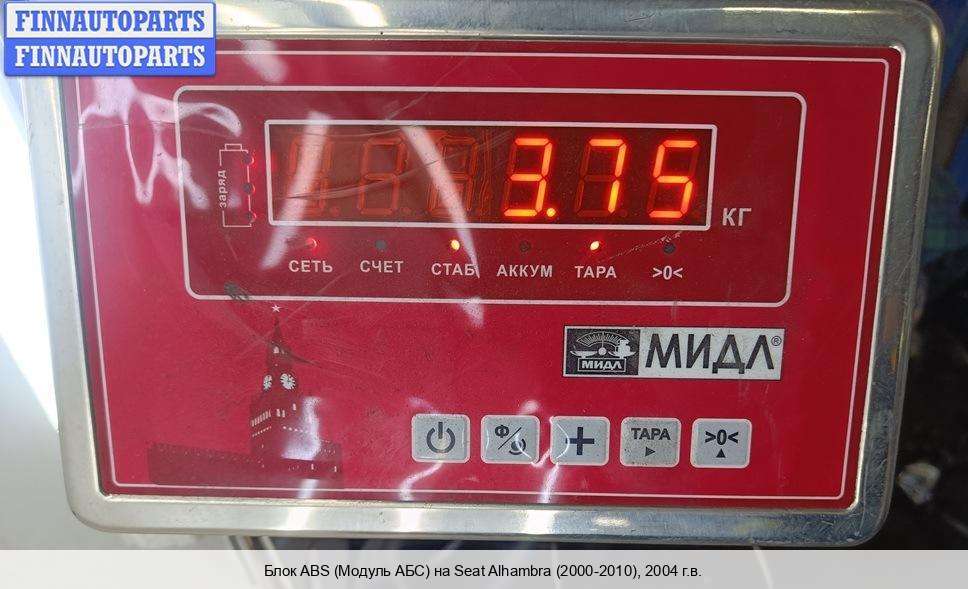 FINNAUTOPARTS
FINNAUTOPARTS
заряд
3.75
КГ
СЕТЬ СЧЕТ СТАБ АККУМ ТАРА >0<
МИДЛ МИДЛ®
Ф ТАРА >0<
Блок ABS (Модуль АБС) на Seat Alhambra (2000-2010), 2004 г.в.